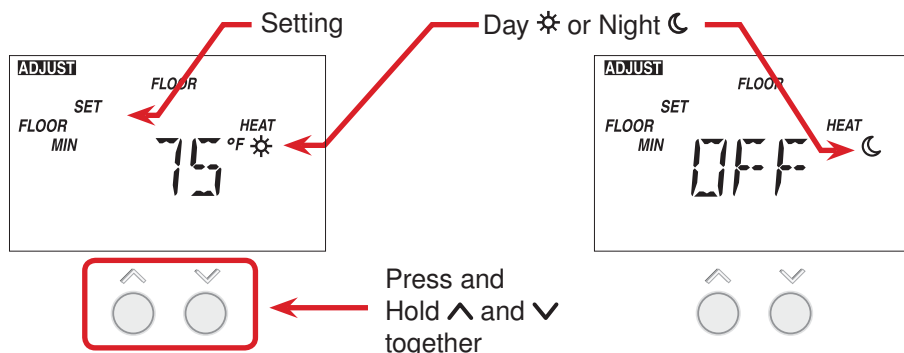 Setting
Day ☼ or Night ☾
ADJUST
FLOOR
SET
FLOOR
HEAT
MIN
75 °F ☼
ADJUST
FLOOR
SET
FLOOR
HEAT
MIN
OFF ☾
Press and
Hold ∧ and ∨
together